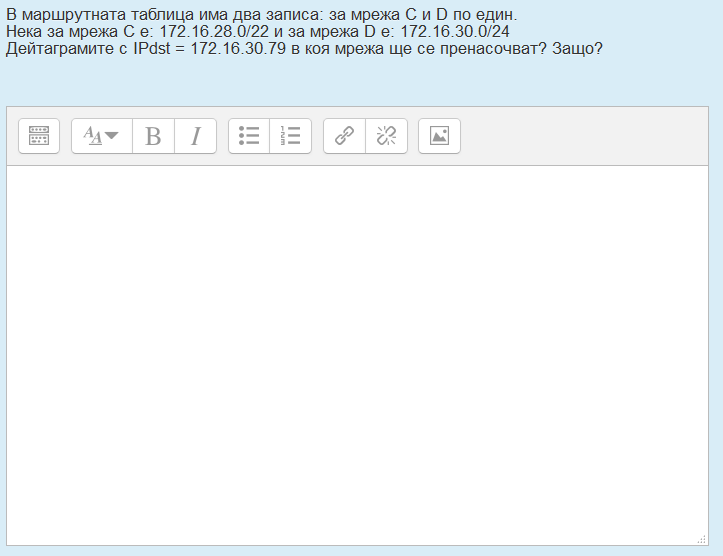 В маршрутната таблица има два записа: за мрежа C и D по един.
Нека за мрежа C е: 172.16.28.0/22 и за мрежа D е: 172.16.30.0/24
Дейтаграмите с IPdst = 172.16.30.79 в коя мрежа ще се пренасочват? Защо?